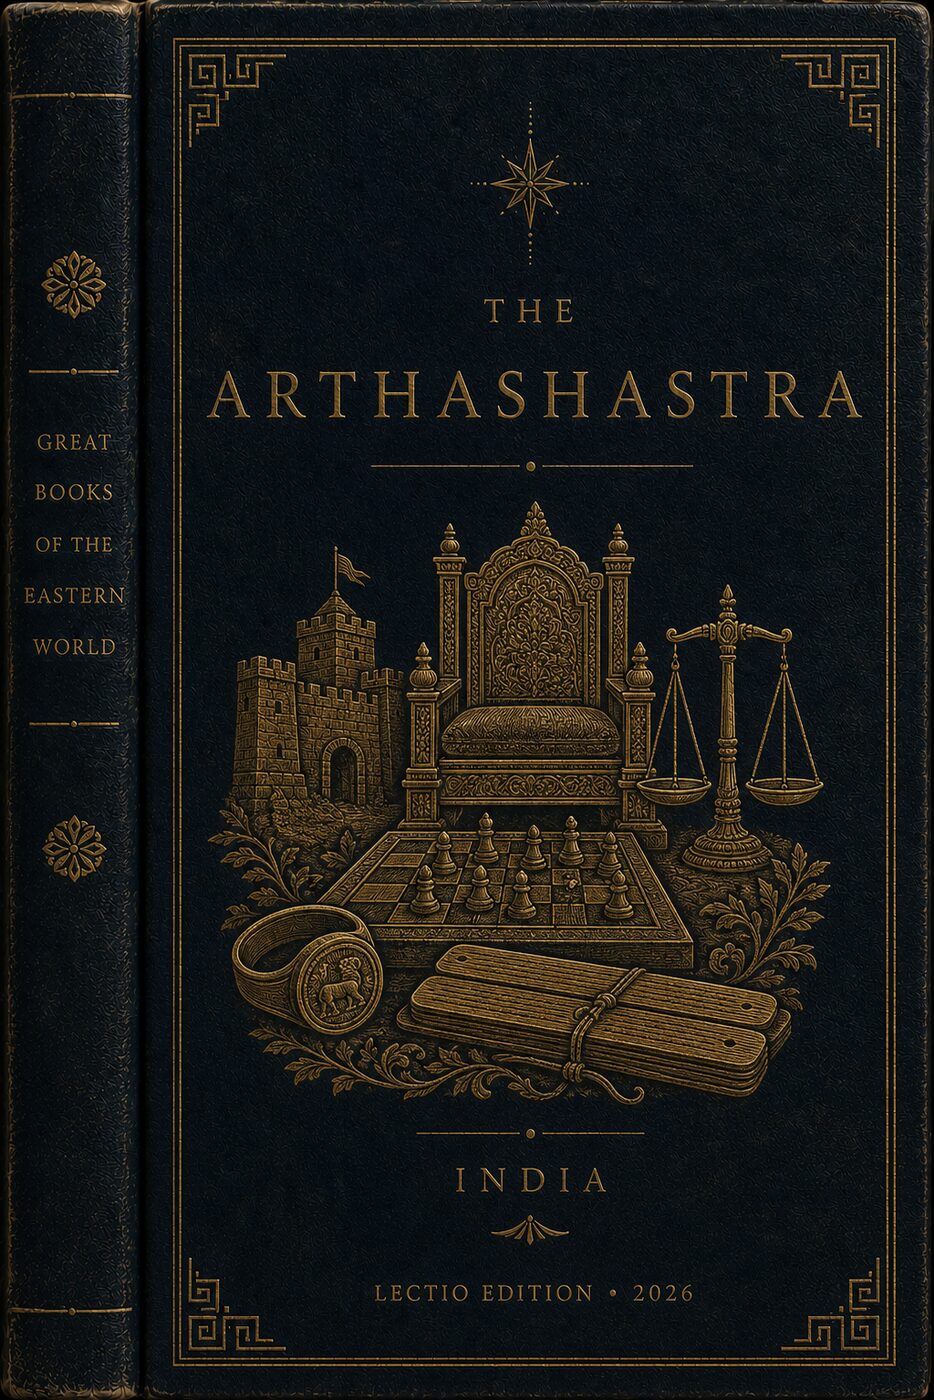 GREAT
BOOKS
OF THE
EASTERN
WORLD
THE
ARTHASHASTRA
INDIA
LECTIO EDITION • 2026